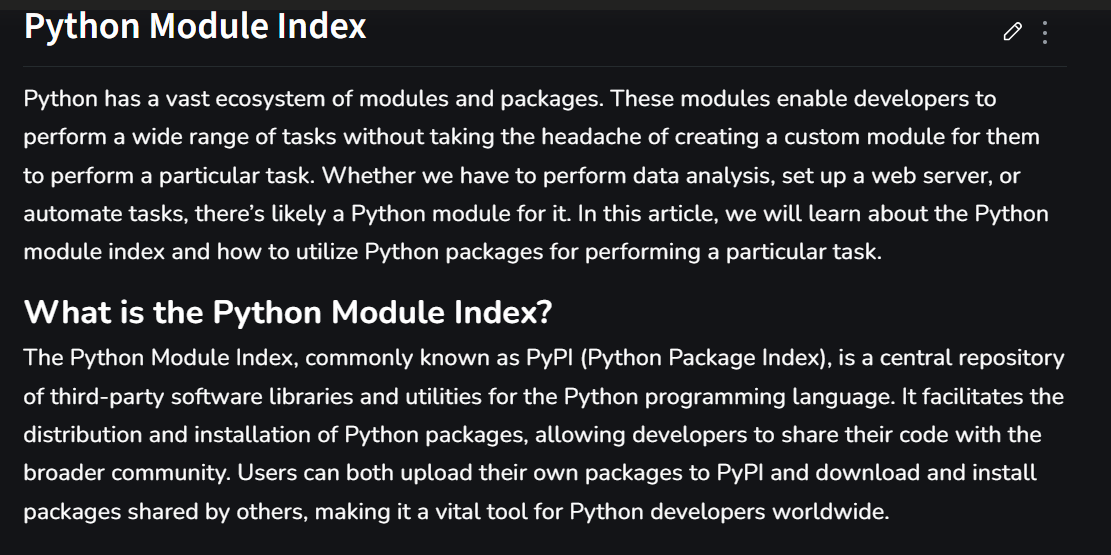 Python Module Index
Python has a vast ecosystem of modules and packages. These modules enable developers to
perform a wide range of tasks without taking the headache of creating a custom module for them
to perform a particular task. Whether we have to perform data analysis, set up a web server, or
automate tasks, there’s likely a Python module for it. In this article, we will learn about the Python
module index and how to utilize Python packages for performing a particular task.
What is the Python Module Index?
The Python Module Index, commonly known as PyPI (Python Package Index), is a central repository
of third-party software libraries and utilities for the Python programming language. It facilitates the
distribution and installation of Python packages, allowing developers to share their code with the
broader community. Users can both upload their own packages to PyPI and download and install
packages shared by others, making it a vital tool for Python developers worldwide.